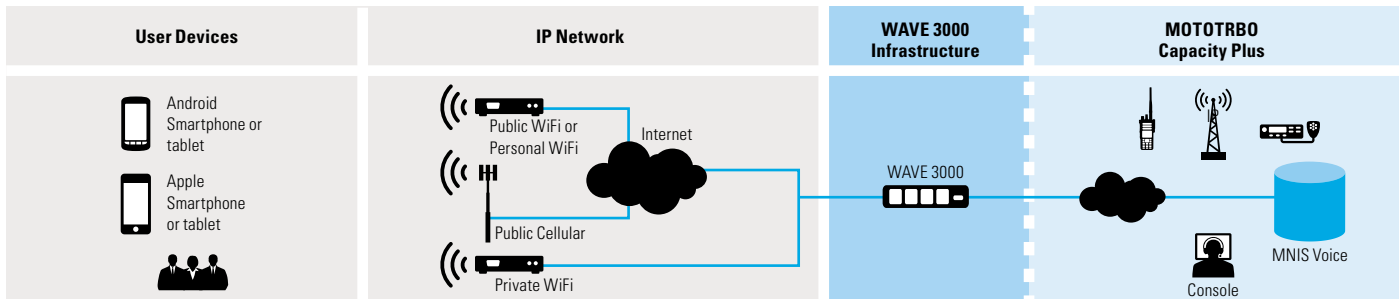 User Devices
IP Network
WAVE 3000
Infrastructure
MOTOTRBO
Capacity Plus
Android
Smartphone or
tablet
Apple
Smartphone
or tablet
Public WiFi or
Personal WiFi
Internet
Public Cellular
Private WiFi
WAVE 3000
MNIS Voice
Console